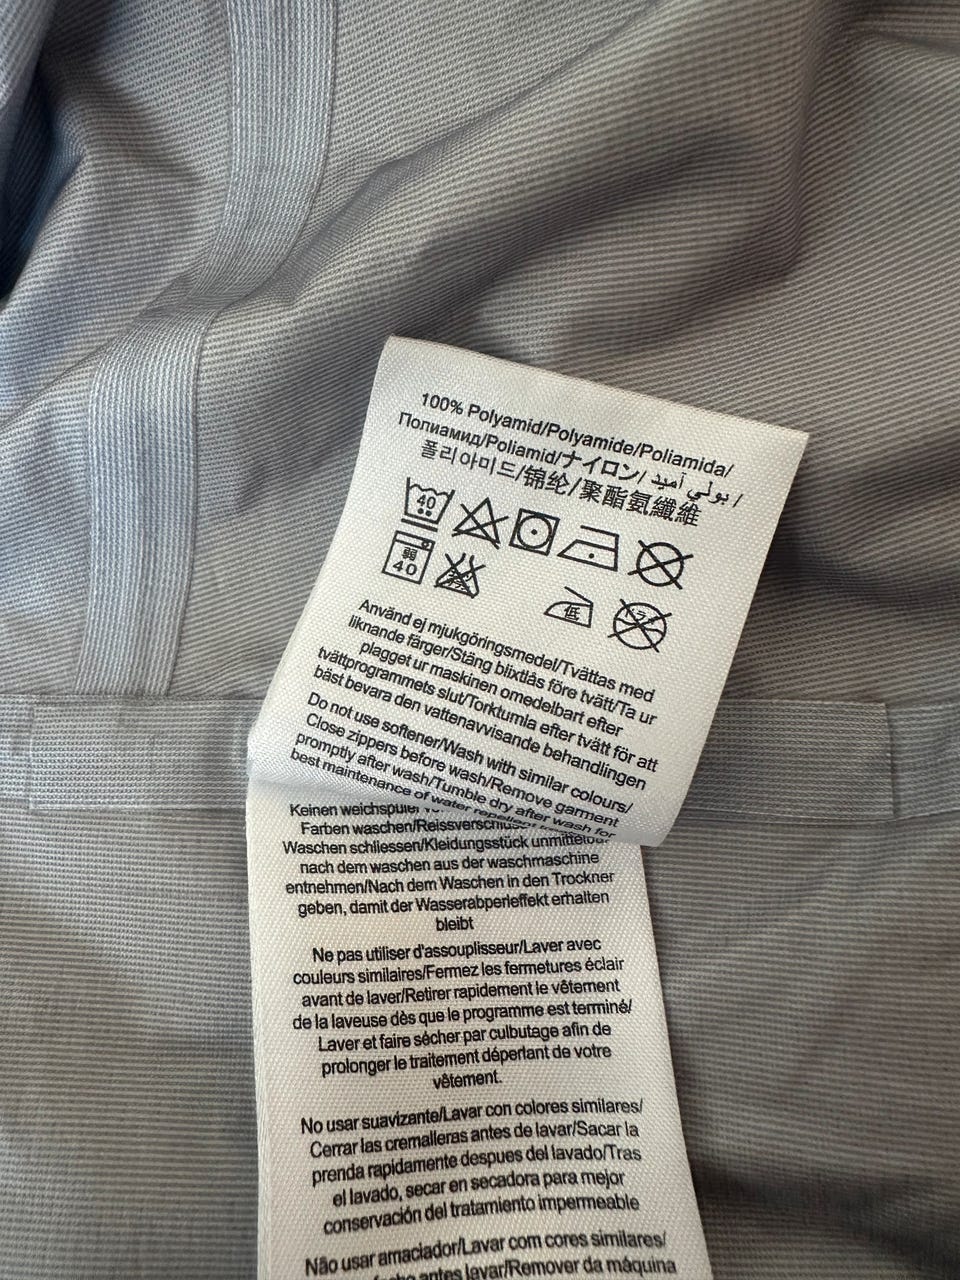 100% Polyamid/Polyamide/Poliamida/
Полиамид/Poliamid/ナイロン/ بولي أميد /
폴리아미드/锦纶/聚酯氨纖維
40
弱
40
低
Använd ej mjukgöringsmedel/Tvättas med
liknande färger/Stäng blixtlås före tvätt/Ta ur
plagget ur maskinen omedelbart efter
tvättprogrammets slut/Torktumla efter tvätt för att
bäst bevara den vattenavvisande behandlingen
Do not use softener/Wash with similar colours/
Close zippers before wash/Remove garment
promptly after wash/Tumble dry after wash for
best maintenance of water repellent
Keinen weichspüler
Farben waschen/
Waschen schliessen/Kleidungsstück
nach dem waschen aus der waschmaschine
entnehmen/Nach dem Waschen in den Trockner
geben, damit der Wasserabperleffekt erhalten
bleibt
Ne pas utiliser d'assouplisseur/Laver avec
couleurs similaires/Fermez les fermetures éclair
avant de laver/Retirer rapidement le vêtement
de la laveuse dès que le programme est terminé/
Laver et faire sécher par culbutage afin de
prolonger le traitement déperlant de votre
vêtement.
No usar suavizante/Lavar con colores similares/
Cerrar las cremalleras antes de lavar/Sacar la
prenda rapidamente despues del lavado/Tras
el lavado, secar en secadora para mejor
conservación del tratamiento impermeable
Não usar amaciador/Lavar com cores similares/
antes lavar/Remover da máquina